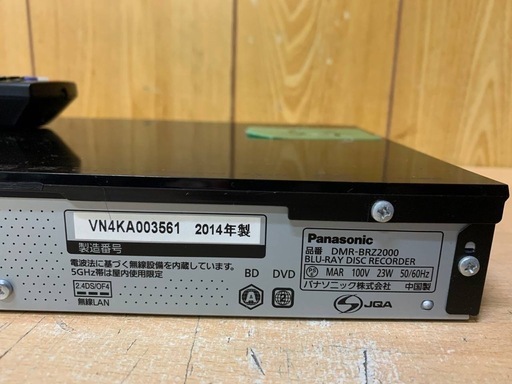 VN4KA003561 2014年製
製造番号
電波法に基づく無線設備を内蔵しています。
5GHz帯は屋内使用限定
2.4DS/OF4
無線LAN
BD DVD
A
2
Panasonic
品番 DMR-BRZ2000
BLU-RAY DISC RECORDER
MAR 100V 23W 50/60Hz
パナソニック株式会社 中国製
JQA